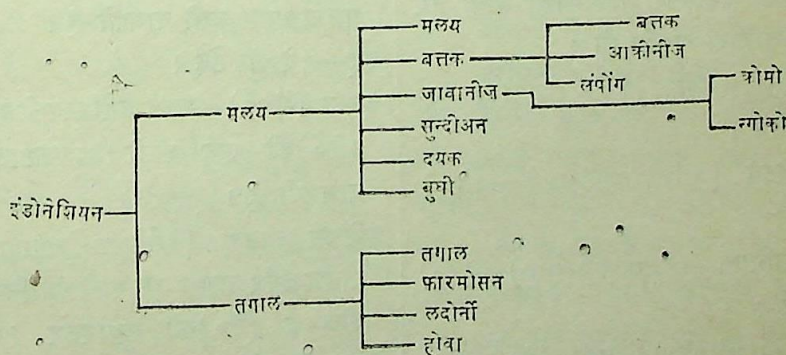 मलय
बत्तक
बत्तक
आक्रीनीज
लंपोंग
जावानीज
क्रोमो
न्गोको
मलय
सुन्दीअन
दयक
बुघी
इंडोनेशियन
तगाल
तगाल
फारमोसन
लदोर्नो
होवा